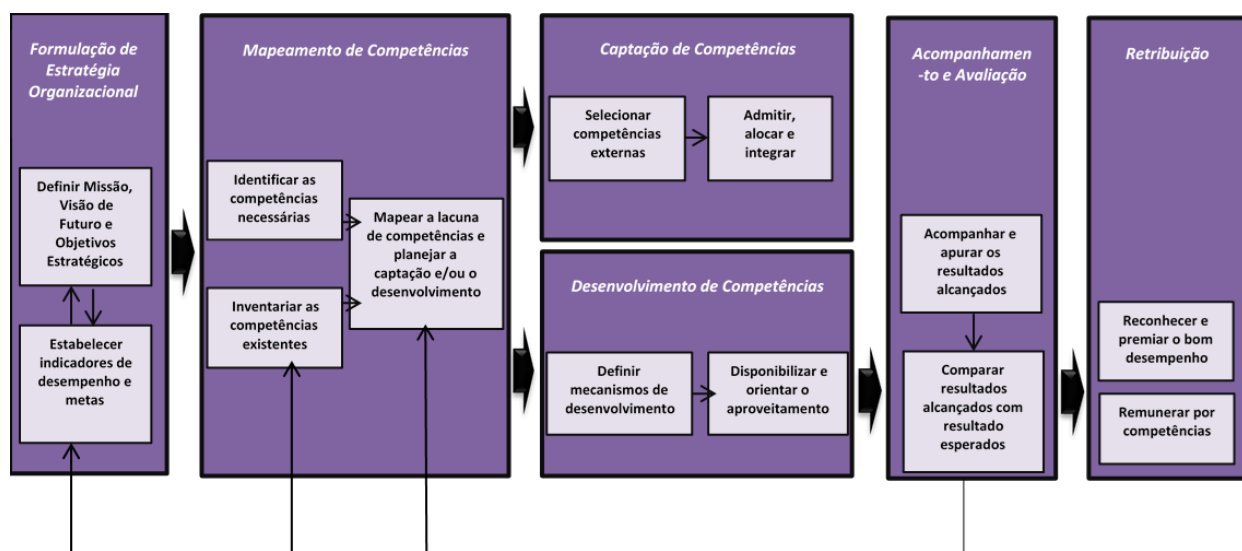 Formulação de
Estratégia
Organizacional
Definir Missão,
Visão de
Futuro e
Objetivos
Estratégicos
Estabelecer
indicadores de
desempenho e
metas
Mapeamento de Competências
Identificar as
competências
necessárias
Inventariar as
competências
existentes
Mapear a lacuna
de competências e
planejar a
captação e/ou o
desenvolvimento
Captação de Competências
Selecionar
competências
externas
Admitir,
alocar e
integrar
Desenvolvimento de Competências
Definir
mecanismos de
desenvolvimento
Disponibilizar e
orientar o
aproveitamento
Acompanhamen
-to e Avaliação
Acompanhar e
apurar os
resultados
alcançados
Comparar
resultados
alcançados com
resultado
esperados
Retribuição
Reconhecer e
premiar o bom
desempenho
Remunerar por
competências